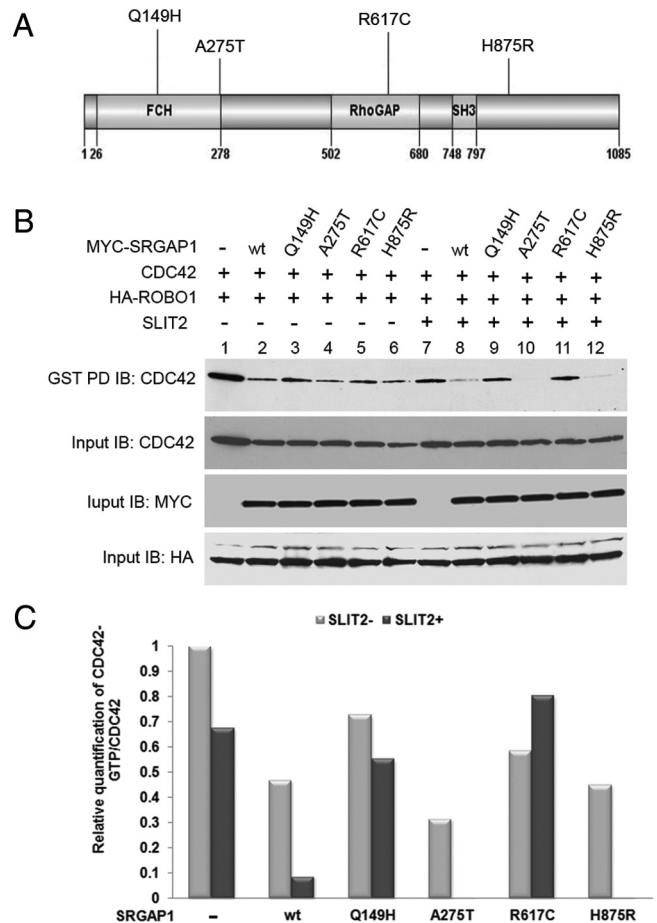 A
Q149H
A275T
R617C
H875R
FCH
RhoGAP
SH3
1 26 278 502 680 748 797 1085
B
MYC-SRGAP1 - wt Q149H A275T R617C H875R - wt Q149H A275T R617C H875R
CDC42 + + + + + + + + + + + +
HA-ROBO1 + + + + + + + + + + + +
SLIT2 - - - - - - + + + + + +
1 2 3 4 5 6 7 8 9 10 11 12
GST PD IB: CDC42
Input IB: CDC42
Iuput IB: MYC
Input IB: HA
C
SLIT2- SLIT2+
Relative quantification of CDC42-
GTP/CDC42
1
0.9
0.8
0.7
0.6
0.5
0.4
0.3
0.2
0.1
0
SRGAP1 – wt Q149H A275T R617C H875R